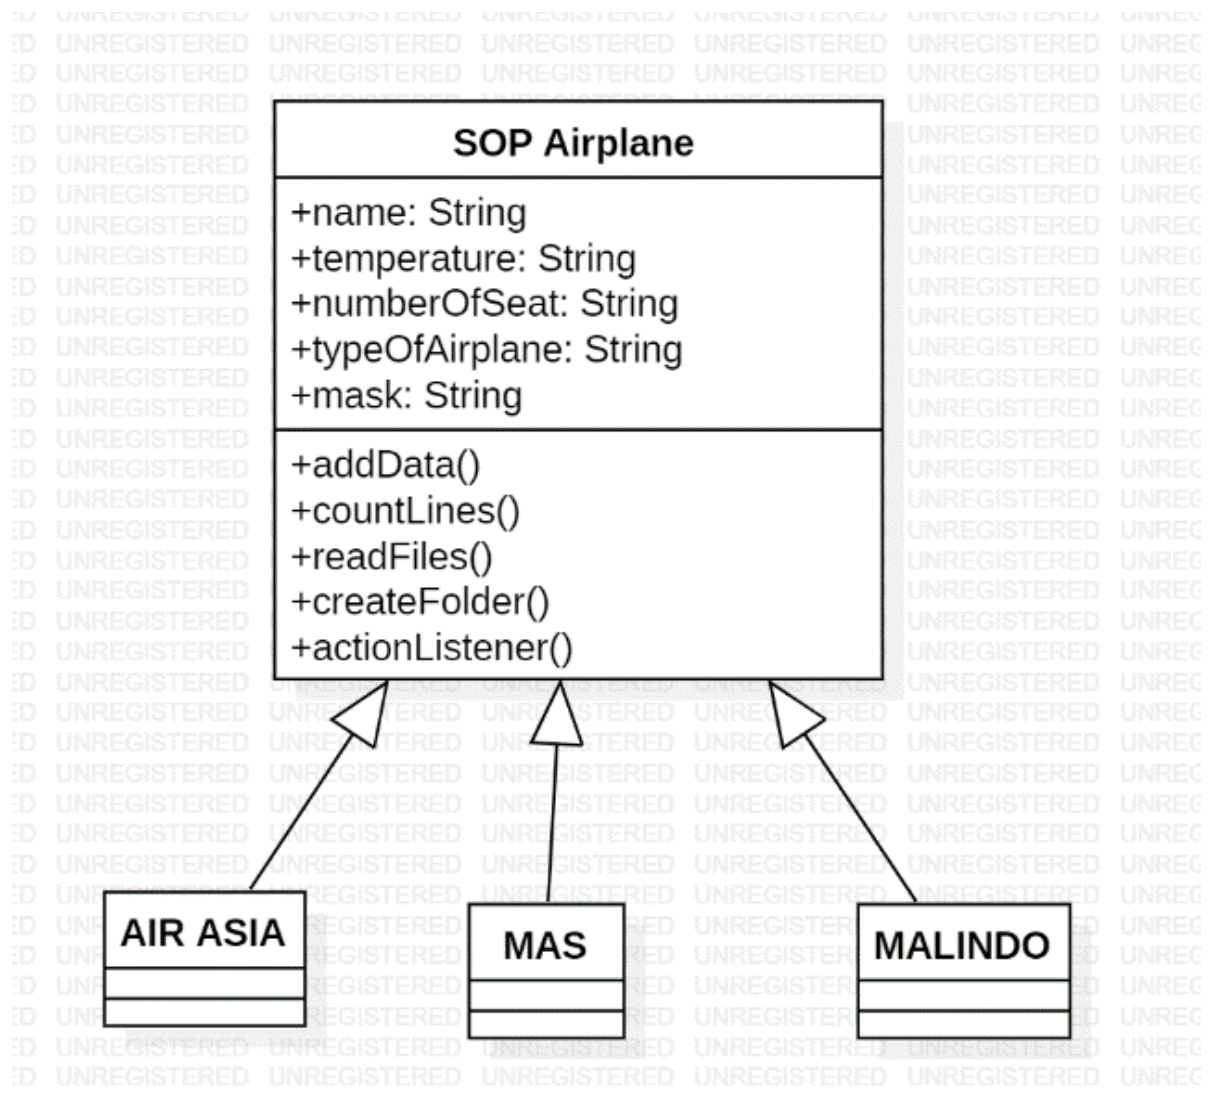 SOP Airplane
+name: String
+temperature: String
+numberOfSeat: String
+typeOfAirplane: String
+mask: String
+addData()
+countLines()
+readFiles()
+createFolder()
+actionListener()
AIR ASIA
MAS
MALINDO
UNREGISTERED